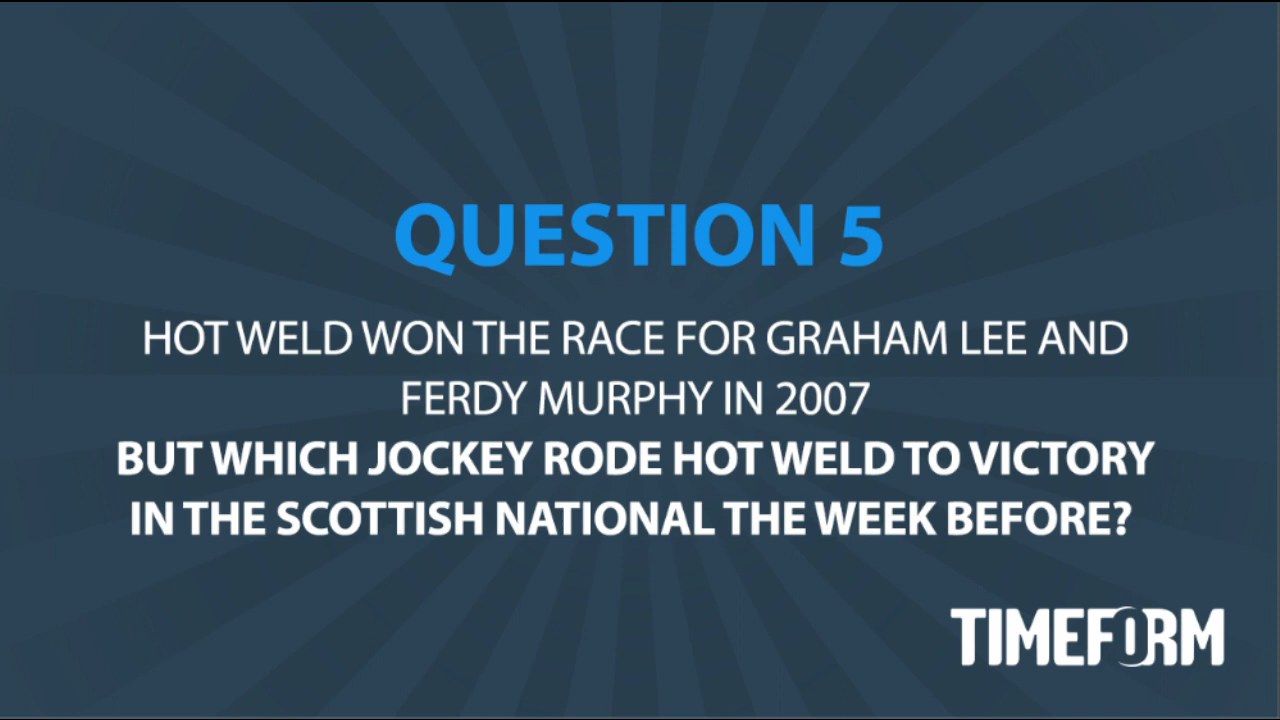 QUESTION 5
HOT WELD WON THE RACE FOR GRAHAM LEE AND
FERDY MURPHY IN 2007
BUT WHICH JOCKEY RODE HOT WELD TO VICTORY
IN THE SCOTTISH NATIONAL THE WEEK BEFORE?
TIMEFORM